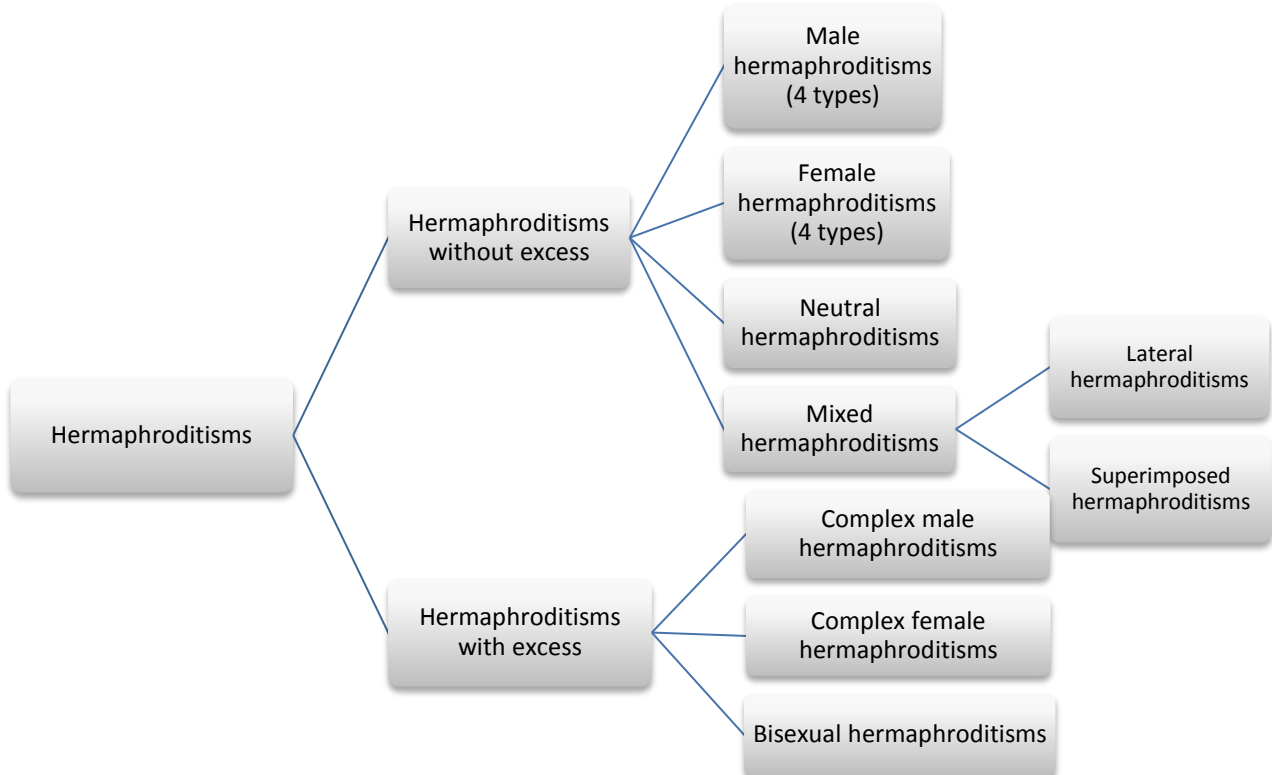 Male
hermaphroditisms
(4 types)
Female
hermaphroditisms
(4 types)
Hermaphroditisms
without excess
Neutral
hermaphroditisms
Lateral
hermaphroditisms
Mixed
hermaphroditisms
Hermaphroditisms
Superimposed
hermaphroditisms
Complex male
hermaphroditisms
Hermaphroditisms
with excess
Complex female
hermaphroditisms
Bisexual hermaphroditisms